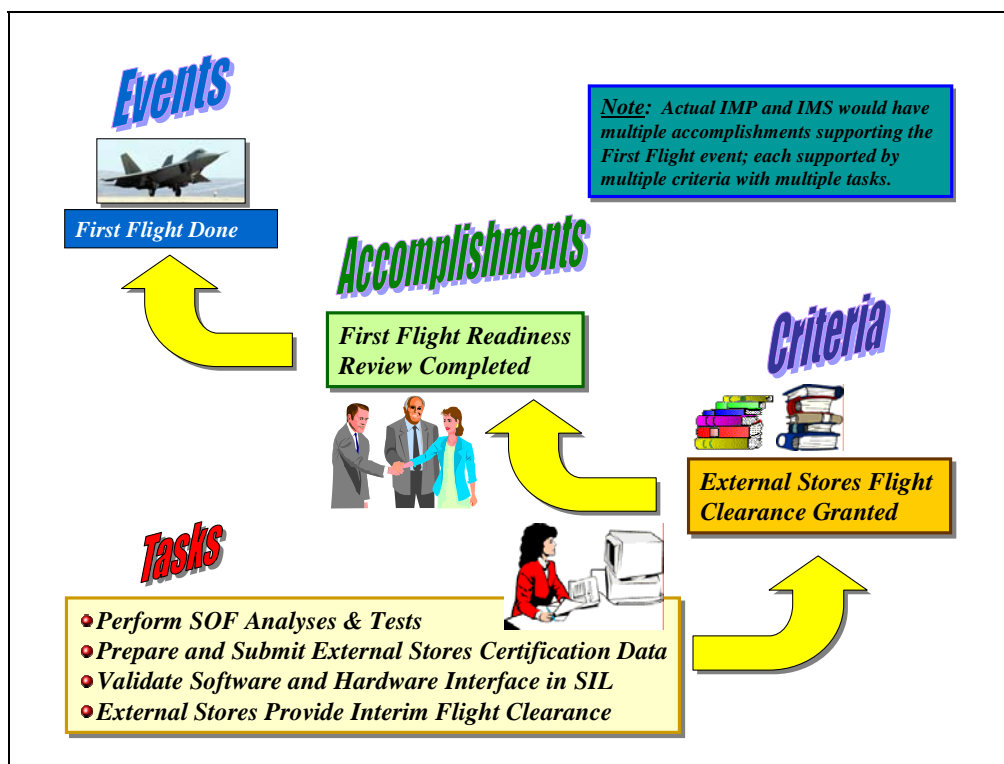 Events
Note: Actual IMP and IMS would have
multiple accomplishments supporting the
First Flight event; each supported by
multiple criteria with multiple tasks.
First Flight Done
Accomplishments
First Flight Readiness
Review Completed
Criteria
External Stores Flight
Clearance Granted
Tasks
Perform SOF Analyses & Tests
Prepare and Submit External Stores Certification Data
Validate Software and Hardware Interface in SIL
External Stores Provide Interim Flight Clearance